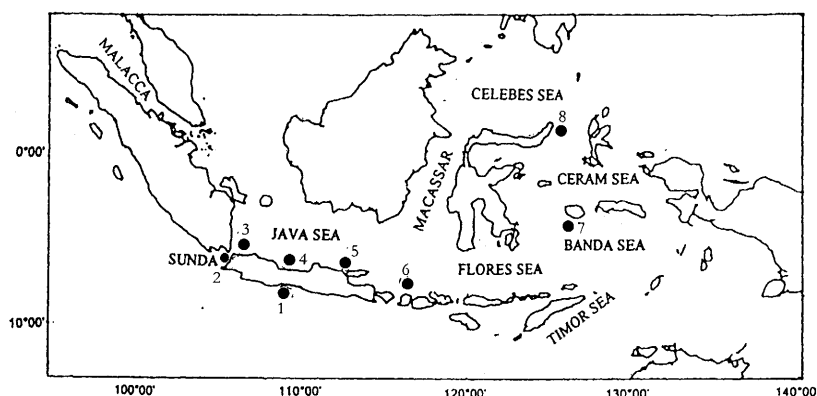 MALACCA
CELEBES SEA
8
0°00'
MACASSAR
CERAM SEA
3
JAVA SEA
7
BANDA SEA
SUNDA
4
5
2
6
FLORES SEA
1
TIMOR SEA
10°00'
100°00'
110°00'
120°00'
130°00'
140°00'